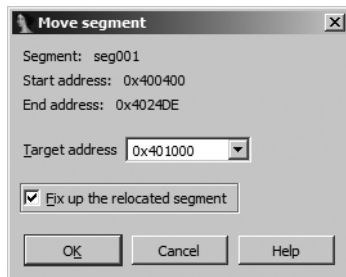 Move segment
Segment: seg001
Start address: 0x400400
End address: 0x4024DE
Target address 0x401000
Fix up the relocated segment
OK Cancel Help